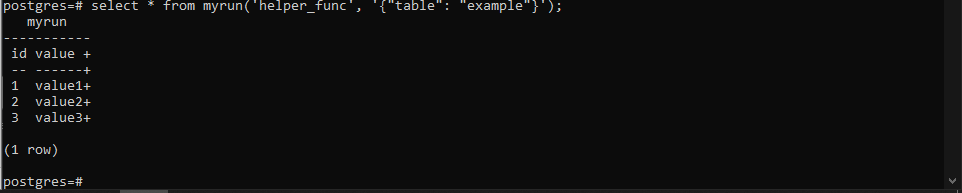 postgres=# select * from myrun('helper_func', '{"table": "example"}');
   myrun
-----------
 id value +
 -- ------+
 1  value1+
 2  value2+
 3  value3+

(1 row)

postgres=#